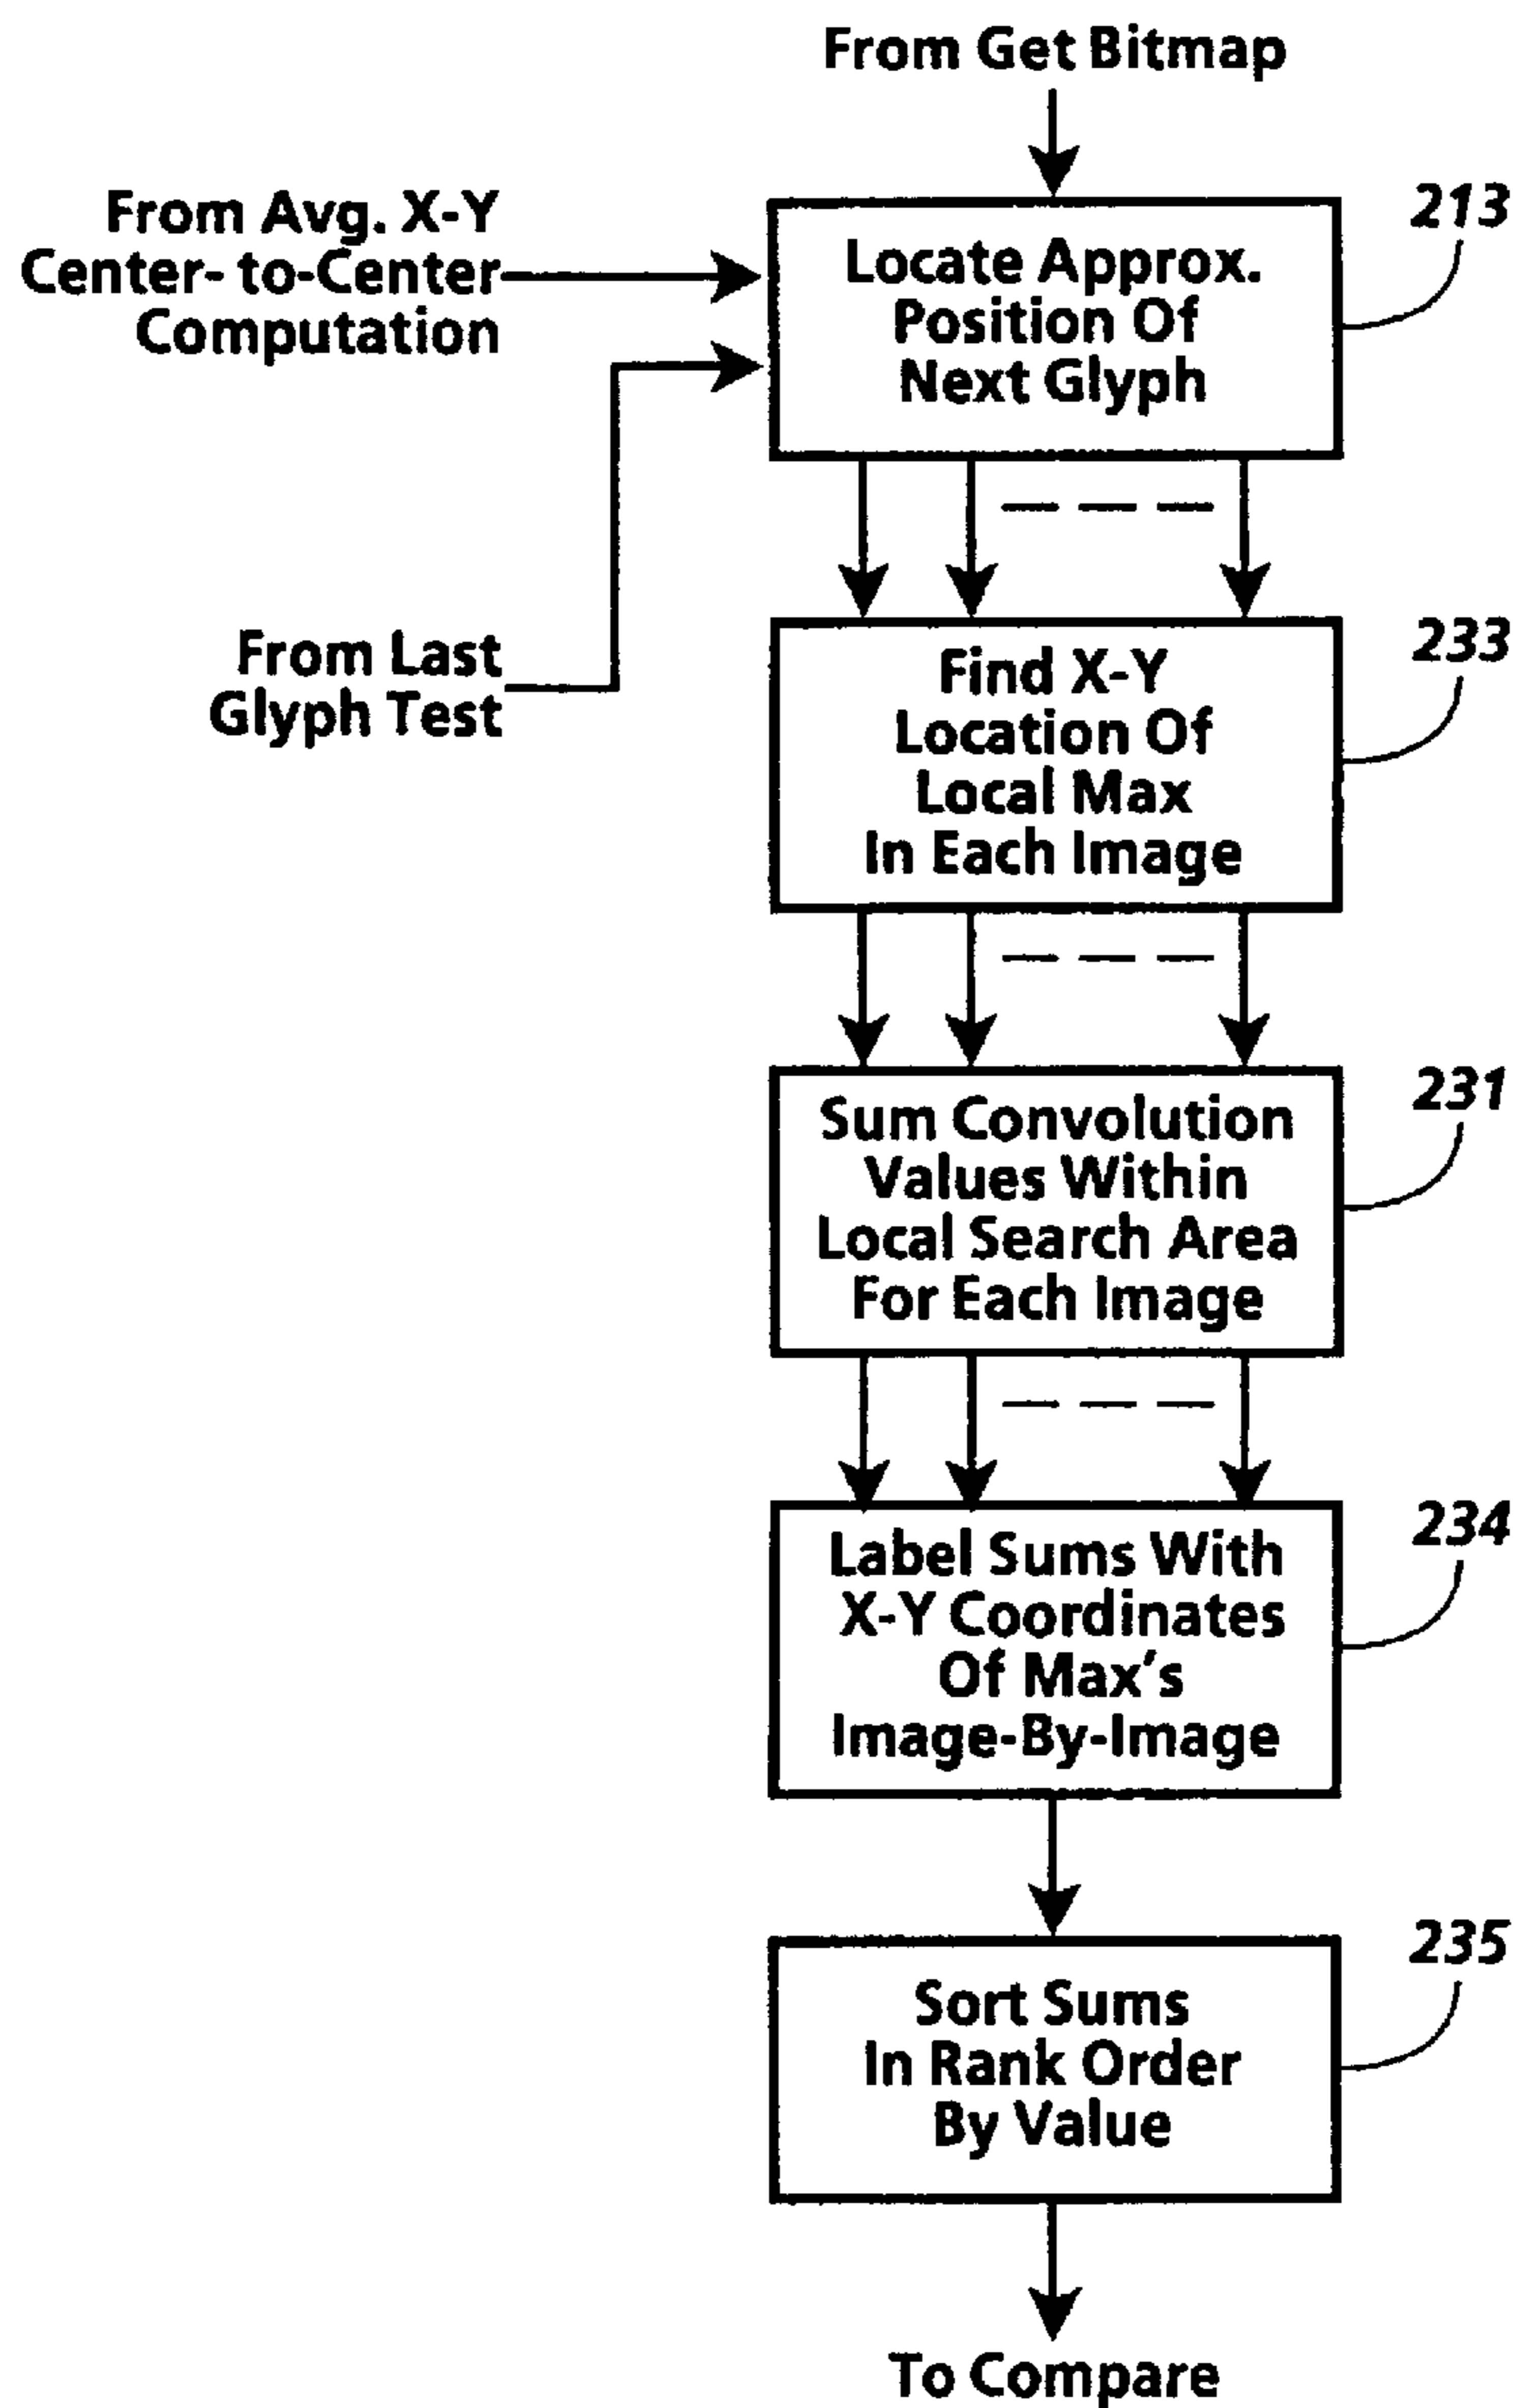 From Get Bitmap
From Avg. X-Y
Center- to-Center
Computation
213
Locate Approx.
Position Of
Next Glyph
From Last
Glyph Test
233
Find X-Y
Location Of
Local Max
In Each Image
231
Sum Convolution
Values Within
Local Search Area
For Each Image
234
Label Sums With
X-Y Coordinates
Of Max's
Image-By-Image
235
Sort Sums
In Rank Order
By Value
To Compare